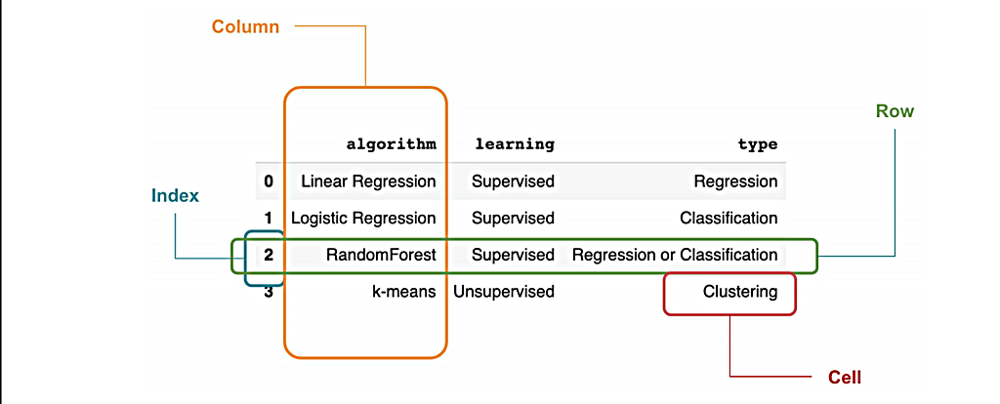 Column
Row
algorithm learning type
0 Linear Regression Supervised Regression
Index
1 Logistic Regression Supervised Classification
2 RandomForest Supervised Regression or Classification
3 k-means Unsupervised Clustering
Cell